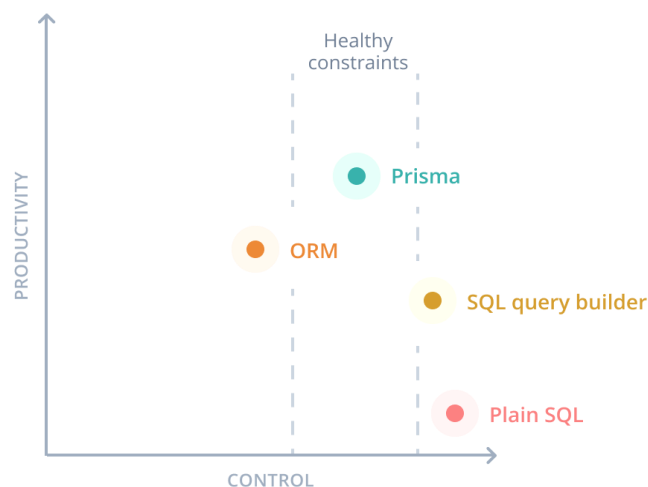 Healthy
constraints
Prisma
PRODUCTIVITY
ORM
SQL query builder
Plain SQL
CONTROL